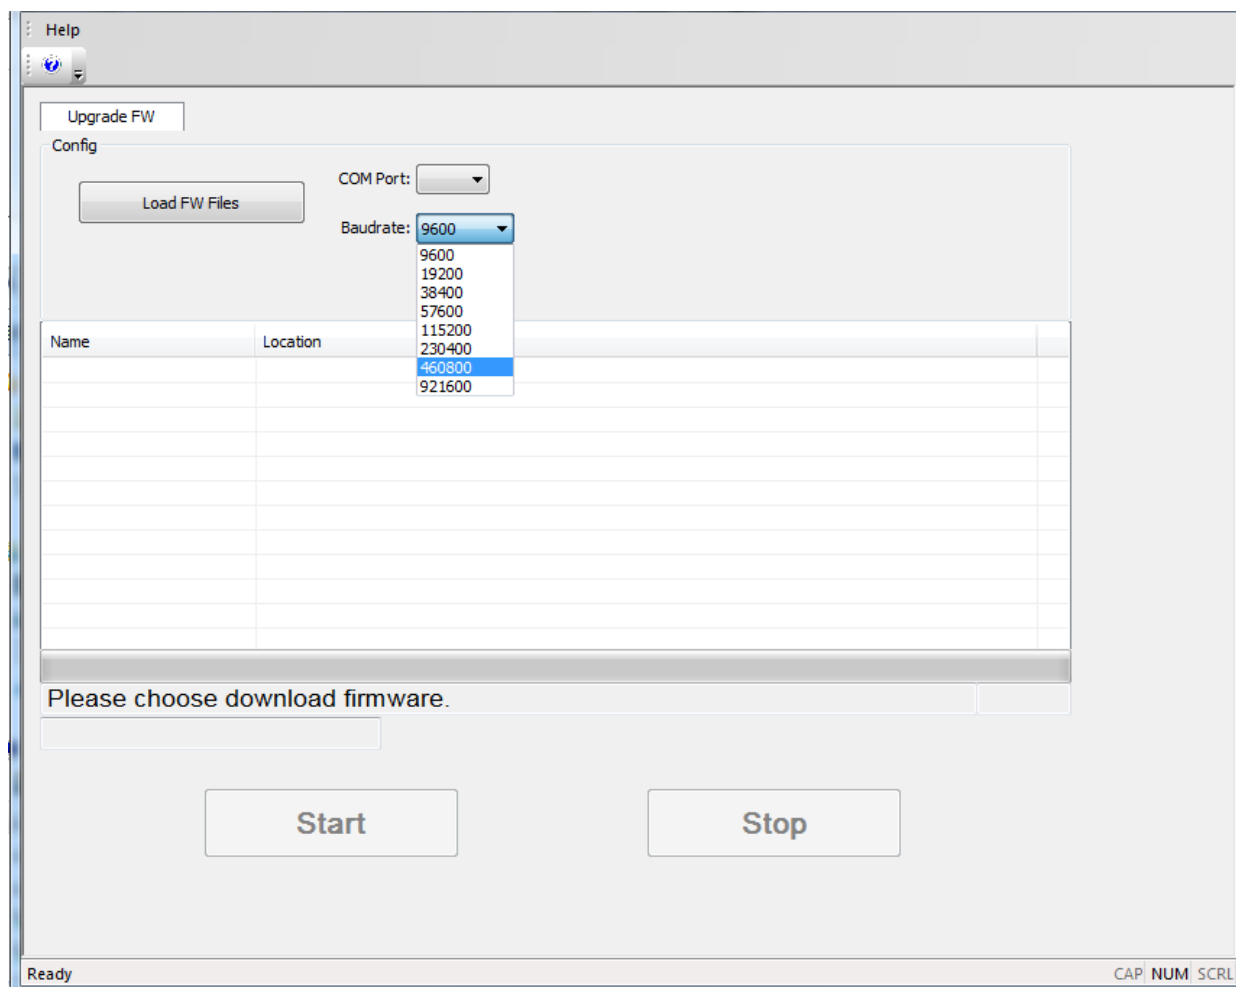 Help
Upgrade FW
Config
Load FW Files
COM Port:
Baudrate: 9600
9600
19200
38400
57600
115200
230400
460800
921600
Name Location
Please choose download firmware.
Start Stop
Ready CAP NUM SCRL